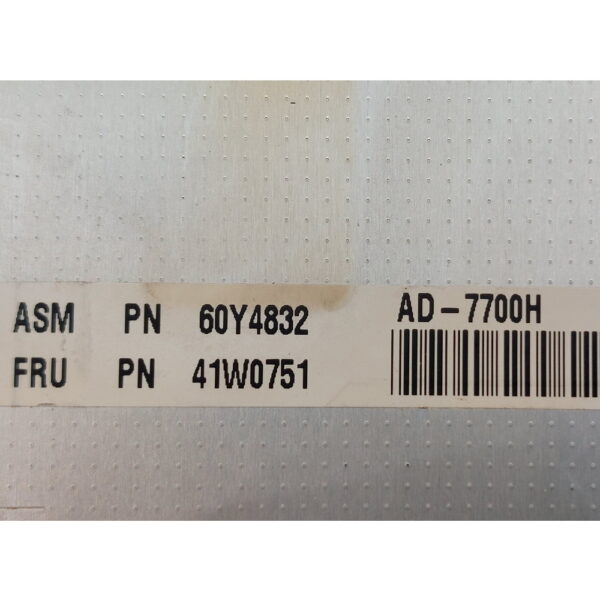 ASM PN 60Y4832
FRU PN 41W0751
AD-7700H